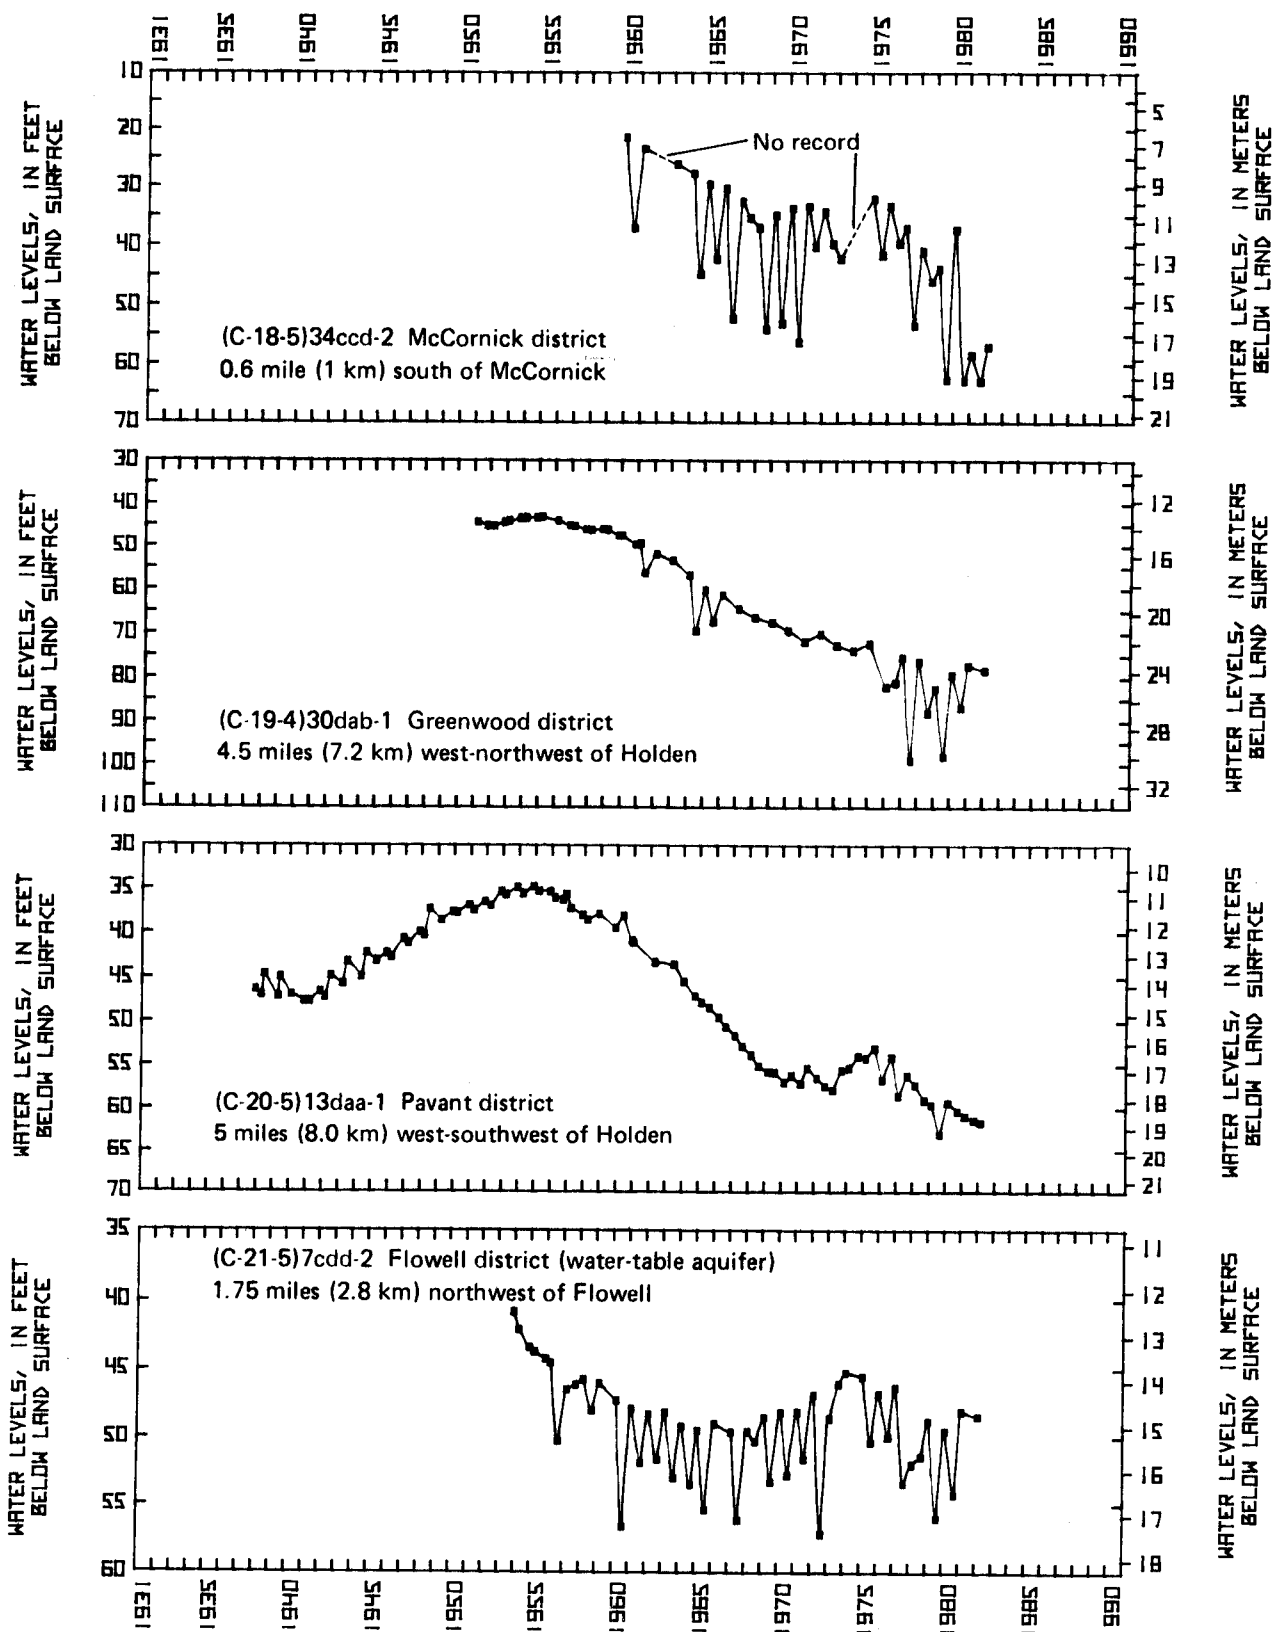 1931 1935 1940 1945 1950 1955 1960 1965 1970 1975 1980 1985 1990
WATER LEVELS, IN FEET
BELOW LAND SURFACE
10
20
30
40
50
60
70
No record
(C-18-5)34ccd-2 McCornick district
0.6 mile (1 km) south of McCornick
5
7
9
11
13
15
17
19
21
WATER LEVELS, IN METERS
BELOW LAND SURFACE
WATER LEVELS, IN FEET
BELOW LAND SURFACE
30
40
50
60
70
80
90
100
110
(C-19-4)30dab-1 Greenwood district
4.5 miles (7.2 km) west-northwest of Holden
12
16
20
24
28
32
WATER LEVELS, IN METERS
BELOW LAND SURFACE
WATER LEVELS, IN FEET
BELOW LAND SURFACE
30
35
40
45
50
55
60
65
70
(C-20-5)13daa-1 Pavant district
5 miles (8.0 km) west-southwest of Holden
10
11
12
13
14
15
16
17
18
19
20
21
WATER LEVELS, IN METERS
BELOW LAND SURFACE
WATER LEVELS, IN FEET
BELOW LAND SURFACE
35
40
45
50
55
60
(C-21-5)7cdd-2 Flowell district (water-table aquifer)
1.75 miles (2.8 km) northwest of Flowell
11
12
13
14
15
16
17
18
WATER LEVELS, IN METERS
BELOW LAND SURFACE
1931 1935 1940 1945 1950 1955 1960 1965 1970 1975 1980 1985 1990